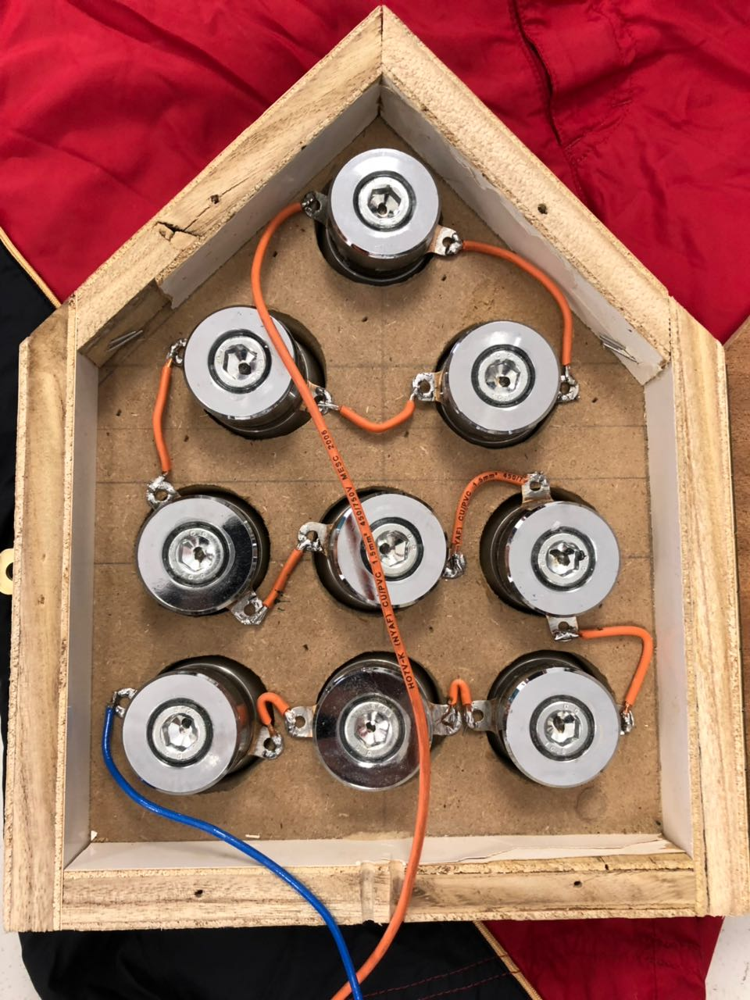 H07V-K (NYAF) CU/PVC 1.5mm² 450/750V MESC 2006
YAF) CU/PVC 1.5mm² 450/7